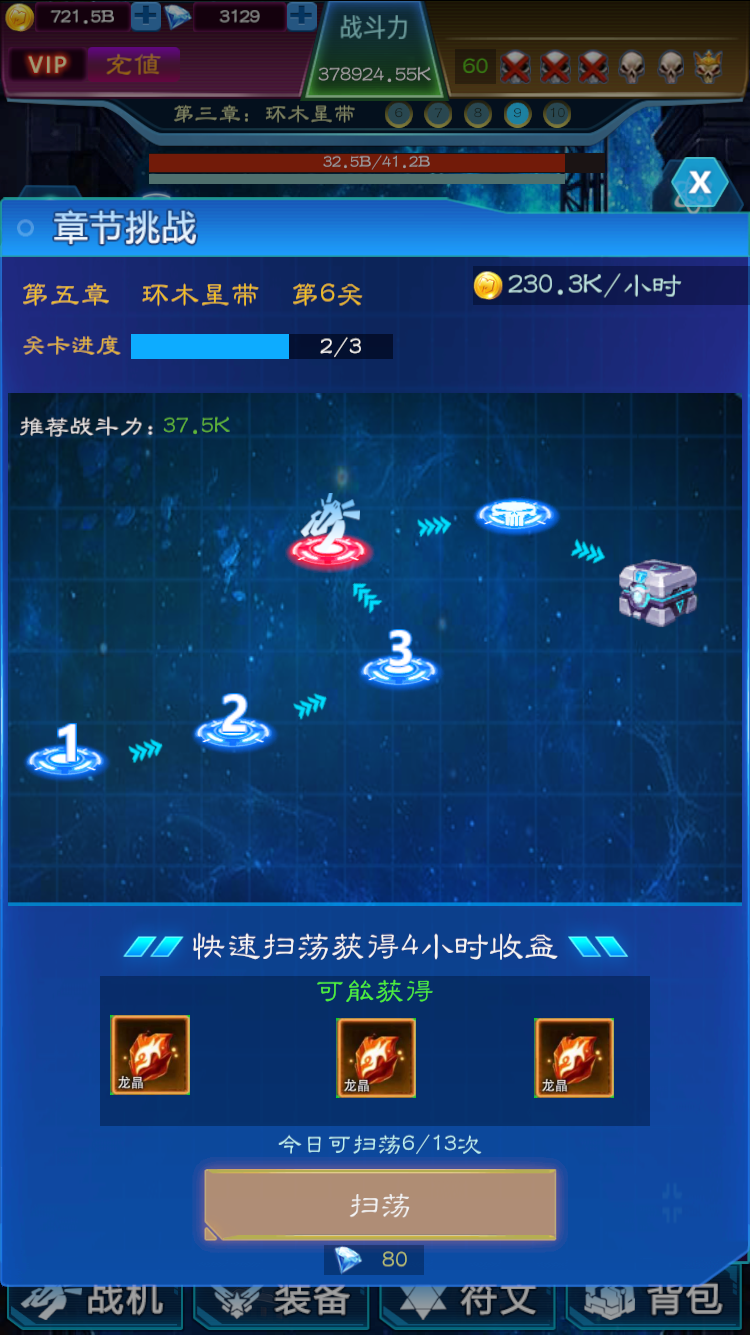 721.5B 3129
战斗力
378924.55K
VIP 充值
60
第三章：环木星带 6 7 8 9 10
32.5B/41.2B
X
章节挑战
第五章 环木星带 第6关
230.3K/小时
关卡进度 2/3
推荐战斗力：37.5K
3
2
1
快速扫荡获得4小时收益
可能获得
龙晶 龙晶 龙晶
今日可扫荡6/13次
扫荡
80
战机 装备 符文 背包